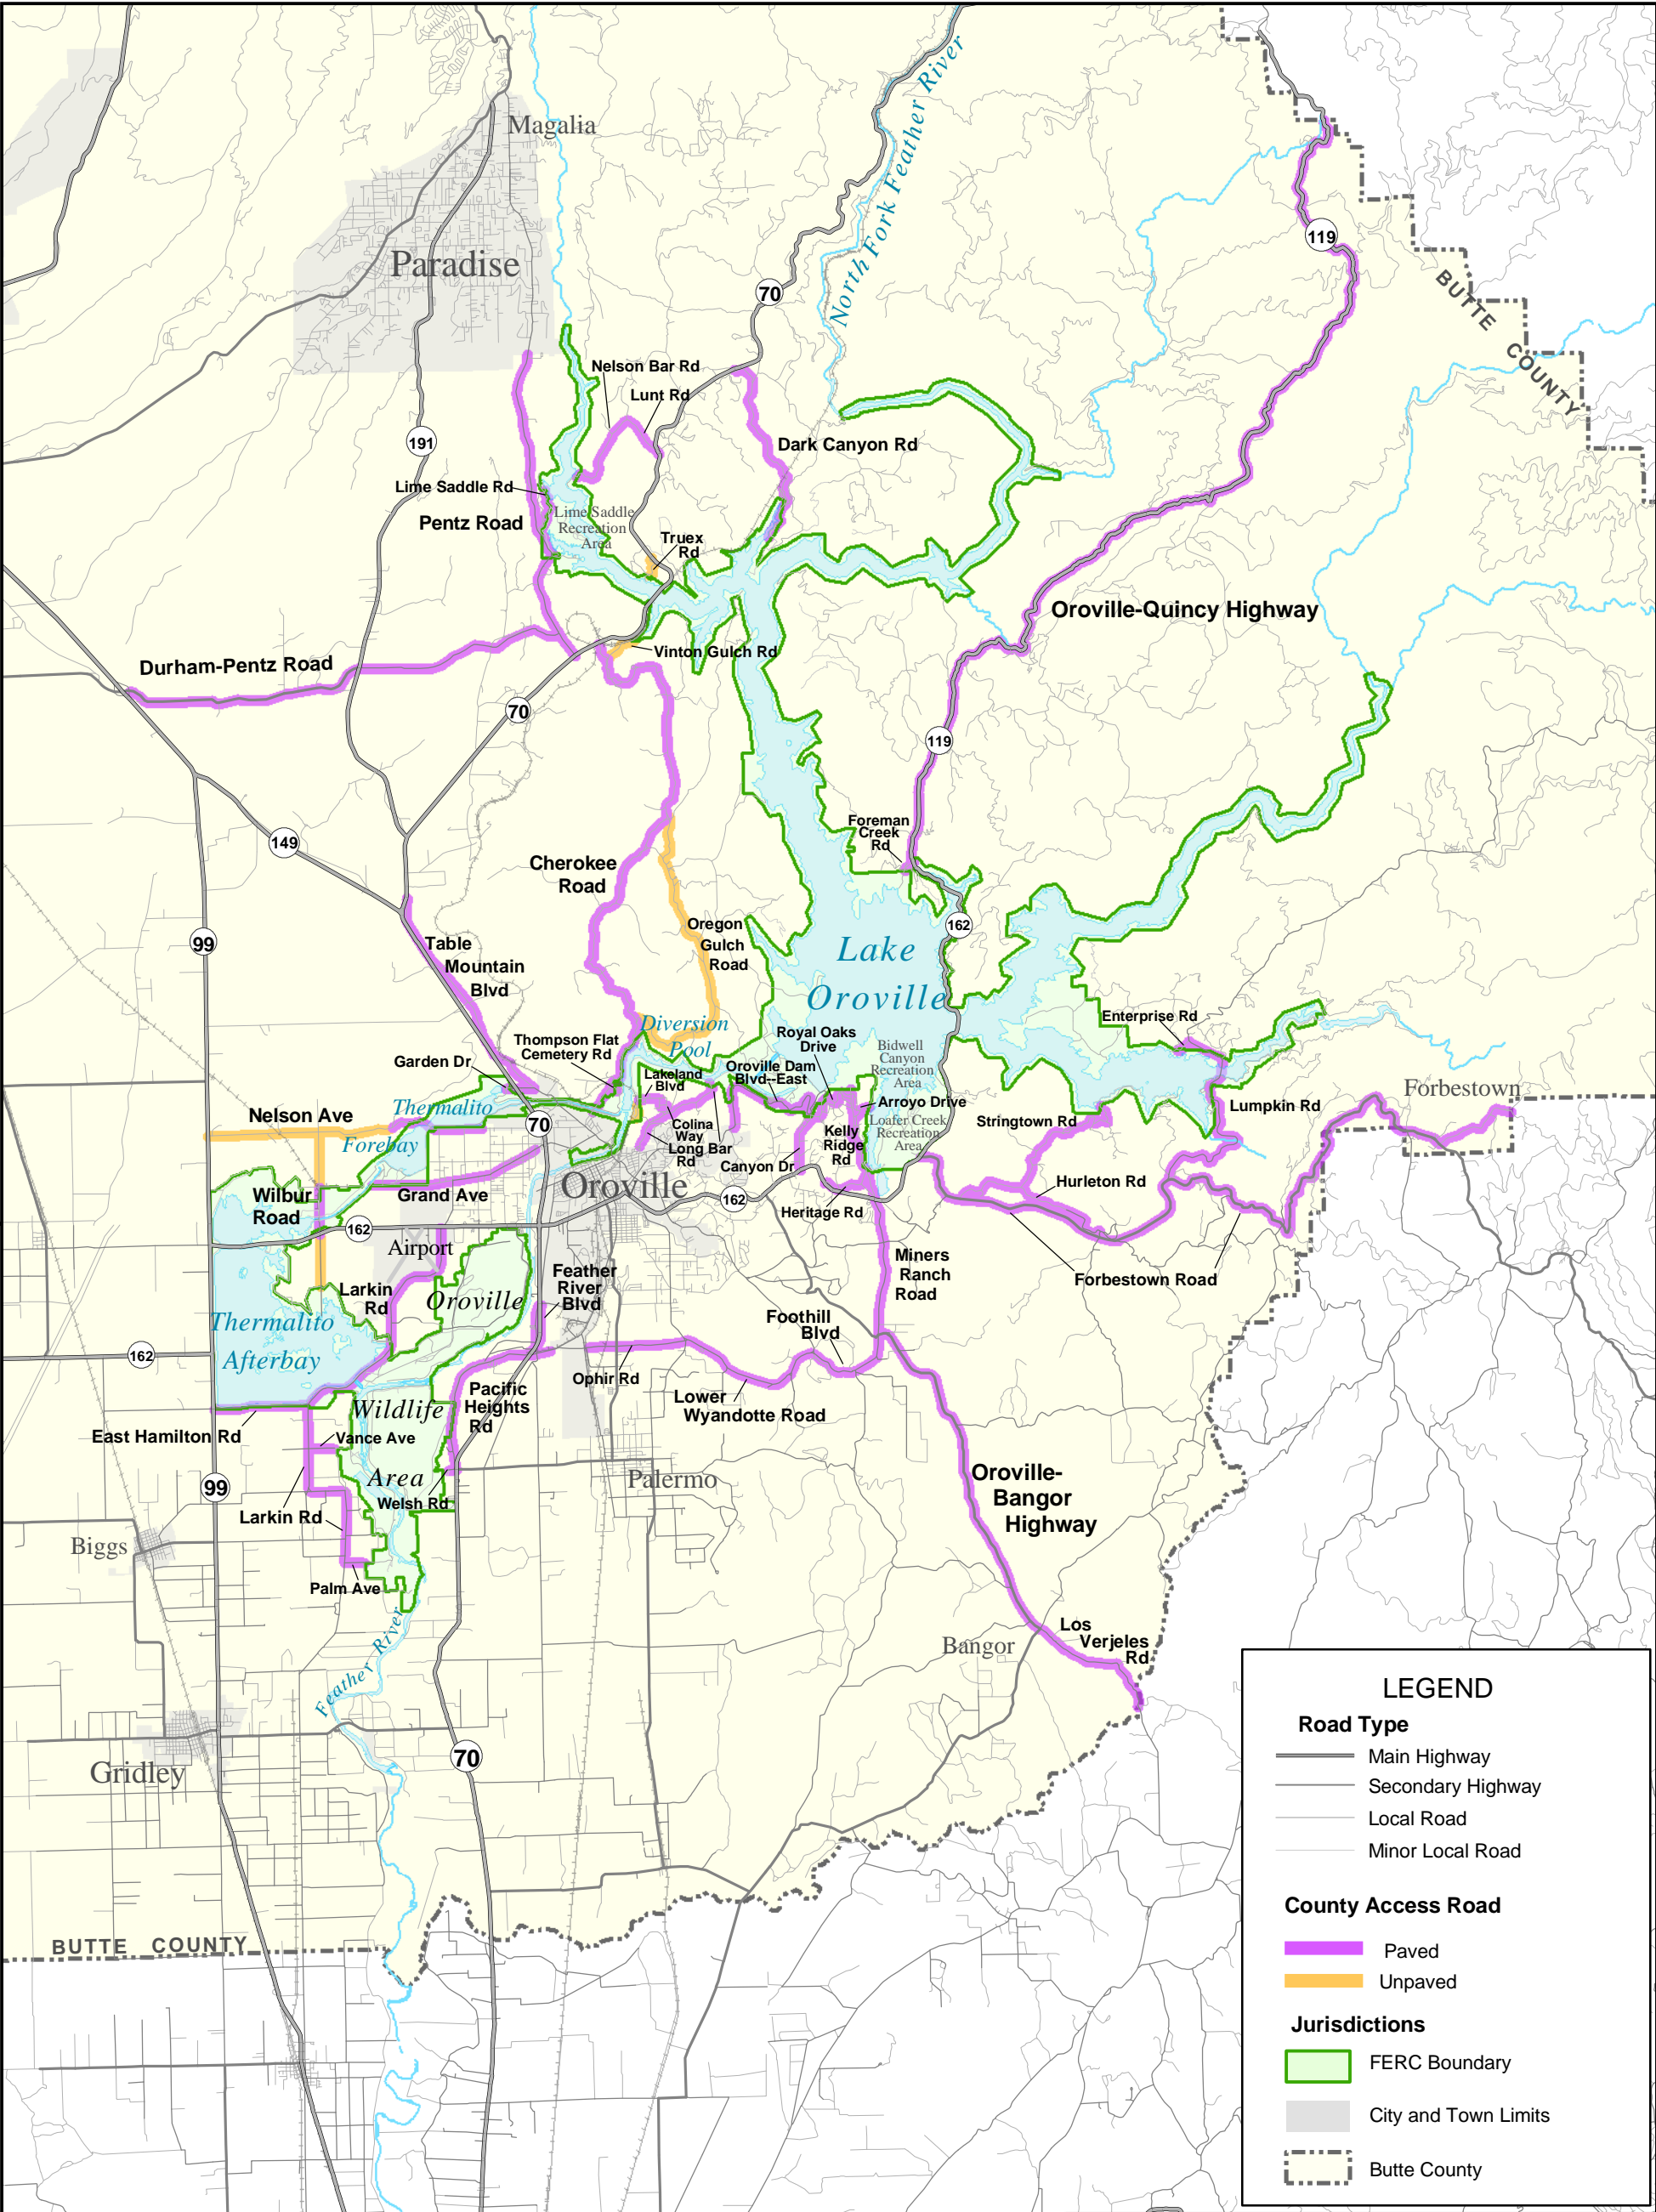 Magalia
Paradise
North Fork Feather River
70
119
BUTTE
COUNTY
Nelson Bar Rd
Lunt Rd
191
Dark Canyon Rd
Lime Saddle Rd
Pentz Road
Lime Saddle
Recreation
Area
Truex
Rd
Oroville-Quincy Highway
Vinton Gulch Rd
Durham-Pentz Road
70
119
149
Foreman
Creek
Rd
Cherokee
Road
99
Table
Mountain
Blvd
Oregon
Gulch
Road
162
Lake
Oroville
Diversion
Pool
Royal Oaks
Drive
Enterprise Rd
Thompson Flat
Cemetery Rd
Garden Dr
Bidwell
Canyon
Recreation
Area
Oroville Dam
Blvd--East
Lakeland
Blvd
Forbestown
Nelson Ave
Thermalito
Forebay
70
Arroyo Drive
Loafer Creek
Recreation
Area
Stringtown Rd
Lumpkin Rd
Colina
Way
Long Bar
Rd
Kelly
Ridge
Rd
Canyon Dr
Wilbur
Road
Grand Ave
Oroville
162
Hurleton Rd
Heritage Rd
162
Airport
Miners
Ranch
Road
Forbestown Road
Larkin
Rd
Oroville
Feather
River
Blvd
Thermalito
Afterbay
Foothill
Blvd
162
Ophir Rd
Pacific
Heights
Rd
Lower
Wyandotte Road
Wildlife
Area
East Hamilton Rd
Vance Ave
99
Palermo
Oroville-
Bangor
Highway
Welsh Rd
Larkin Rd
Biggs
Palm Ave
Feather River
Bangor
Los
Verjeles
Rd
Gridley
70
BUTTE COUNTY
LEGEND
Road Type
Main Highway
Secondary Highway
Local Road
Minor Local Road
County Access Road
Paved
Unpaved
Jurisdictions
FERC Boundary
City and Town Limits
Butte County